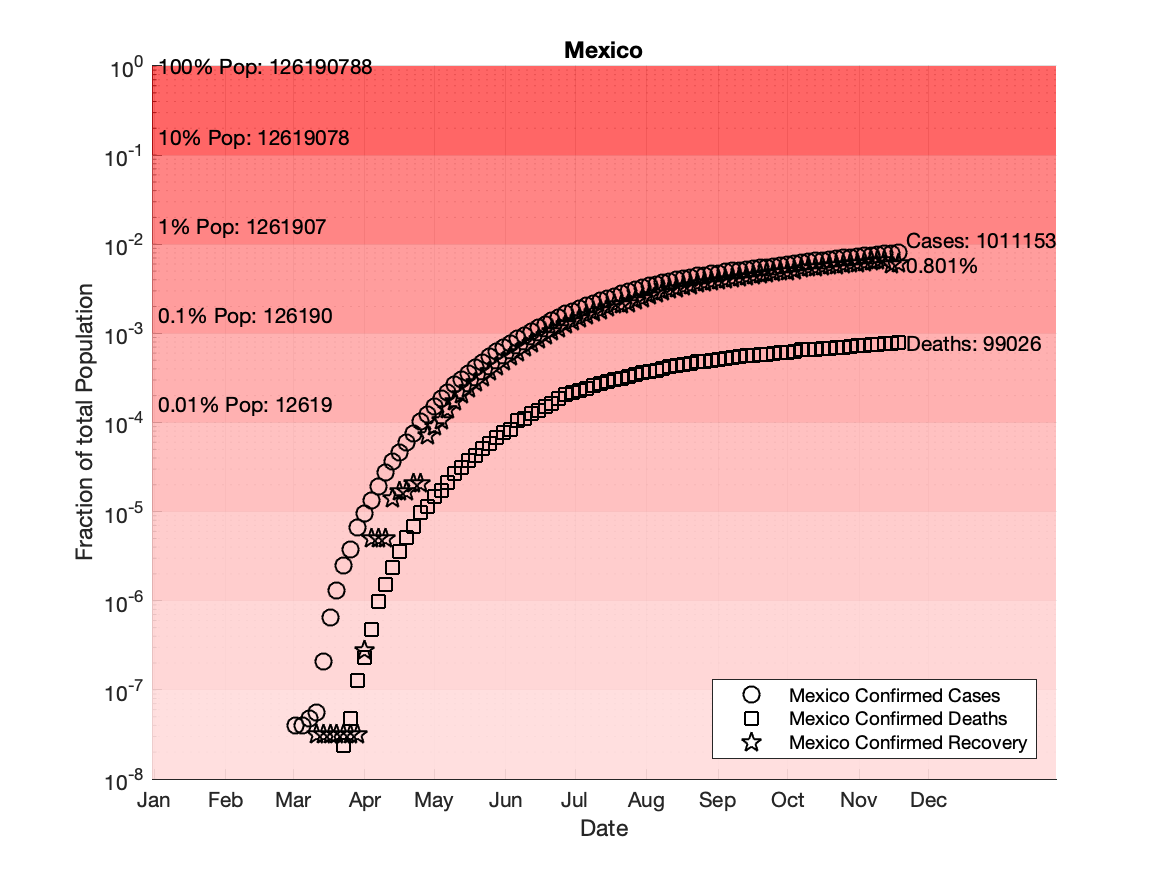 Mexico
10^0
100% Pop: 126190788
10% Pop: 12619078
10^-1
1% Pop: 1261907
10^-2
Cases: 1011153
0.801%
0.1% Pop: 126190
10^-3
Deaths: 99026
0.01% Pop: 12619
10^-4
10^-5
10^-6
10^-7
10^-8
Fraction of total Population
Mexico Confirmed Cases
Mexico Confirmed Deaths
Mexico Confirmed Recovery
Jan Feb Mar Apr May Jun Jul Aug Sep Oct Nov Dec
Date